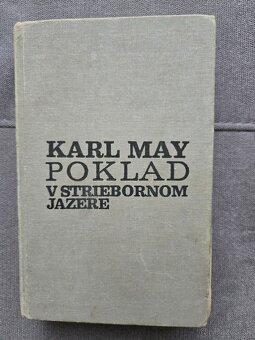 KARL MAY
POKLAD
V STRIEBORNOM
JAZERE